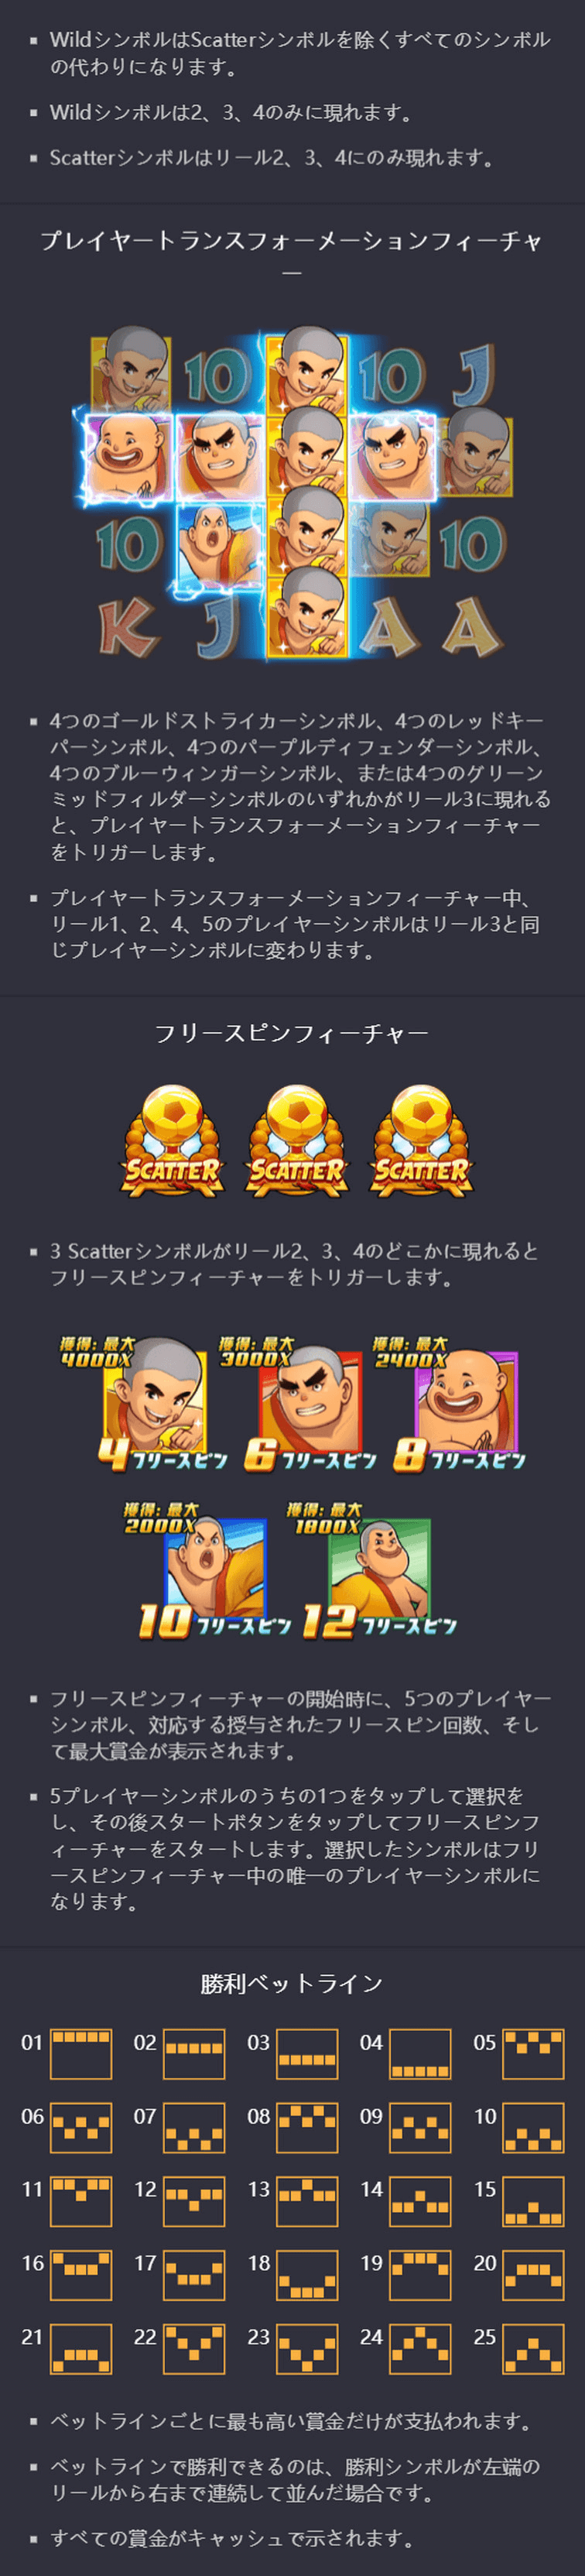 ▪ WildシンボルはScatterシンボルを除くすべてのシンボル
の代わりになります。
▪ Wildシンボルは2、3、4のみに現れます。
▪ Scatterシンボルはリール2、3、4にのみ現れます。
プレイヤートランスフォーメーションフィーチャ
ー
10 10 J
10 10
K J A A
▪ 4つのゴールドストライカーシンボル、4つのレッドキー
パーシンボル、4つのパープルディフェンダーシンボル、
4つのブルーウィンガーシンボル、または4つのグリーン
ミッドフィルダーシンボルのいずれかがリール3に現れる
と、プレイヤートランスフォーメーションフィーチャー
をトリガーします。
▪ プレイヤートランスフォーメーションフィーチャー中、
リール1、2、4、5のプレイヤーシンボルはリール3と同
じプレイヤーシンボルに変わります。
フリースピンフィーチャー
SCATTER SCATTER SCATTER
▪ 3 Scatterシンボルがリール2、3、4のどこかに現れると
フリースピンフィーチャーをトリガーします。
獲得: 最大 獲得: 最大 獲得: 最大
4000X 3000X 2400X
4フリースピン 6フリースピン 8フリースピン
獲得: 最大 獲得: 最大
2000X 1800X
10フリースピン 12フリースピン
▪ フリースピンフィーチャーの開始時に、5つのプレイヤー
シンボル、対応する授与されたフリースピン回数、そし
て最大賞金が表示されます。
▪ 5プレイヤーシンボルのうちの1つをタップして選択を
し、その後スタートボタンをタップしてフリースピンフ
ィーチャーをスタートします。選択したシンボルはフリ
ースピンフィーチャー中の唯一のプレイヤーシンボルに
なります。
勝利ベットライン
01 02 03 04 05
06 07 08 09 10
11 12 13 14 15
16 17 18 19 20
21 22 23 24 25
▪ ベットラインごとに最も高い賞金だけが支払われます。
▪ ベットラインで勝利できるのは、勝利シンボルが左端の
リールから右まで連続して並んだ場合です。
▪ すべての賞金がキャッシュで示されます。